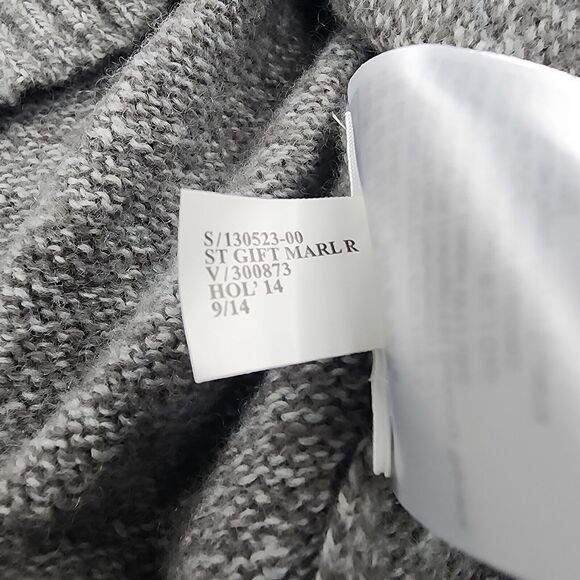 S/130523-00
ST GIFT MARL R
V/300873
HOL' 14
9/14